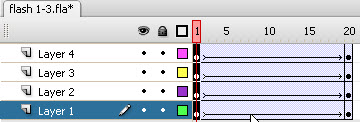 flash 1-3.fla*
1 5 10 15 20
Layer 4
Layer 3
Layer 2
Layer 1